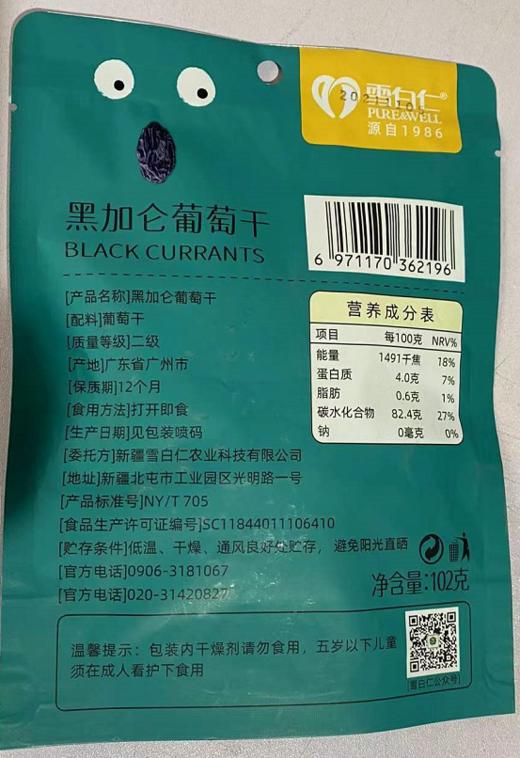 雪白仁®
PURE&WELL
源自1986
黑加仑葡萄干
BLACK CURRANTS
6 971170 362196
[产品名称]黑加仑葡萄干
[配料]葡萄干
[质量等级]二级
[产地]广东省广州市
[保质期]12个月
[食用方法]打开即食
[生产日期]见包装喷码
[委托方]新疆雪白仁农业科技有限公司
[地址]新疆北屯市工业园区光明路一号
[产品标准号]NY/T 705
[食品生产许可证编号]SC11844011106410
[贮存条件]低温、干燥、通风良好处贮存，避免阳光直晒
[官方电话]0906-3181067
[官方电话]020-31420827
营养成分表
项目 每100克 NRV%
能量 1491千焦 18%
蛋白质 4.0克 7%
脂肪 0.6克 1%
碳水化合物 82.4克 27%
钠 0毫克 0%
净含量:102克
温馨提示：包装内干燥剂请勿食用，五岁以下儿童
须在成人看护下食用
[雪白仁公众号]